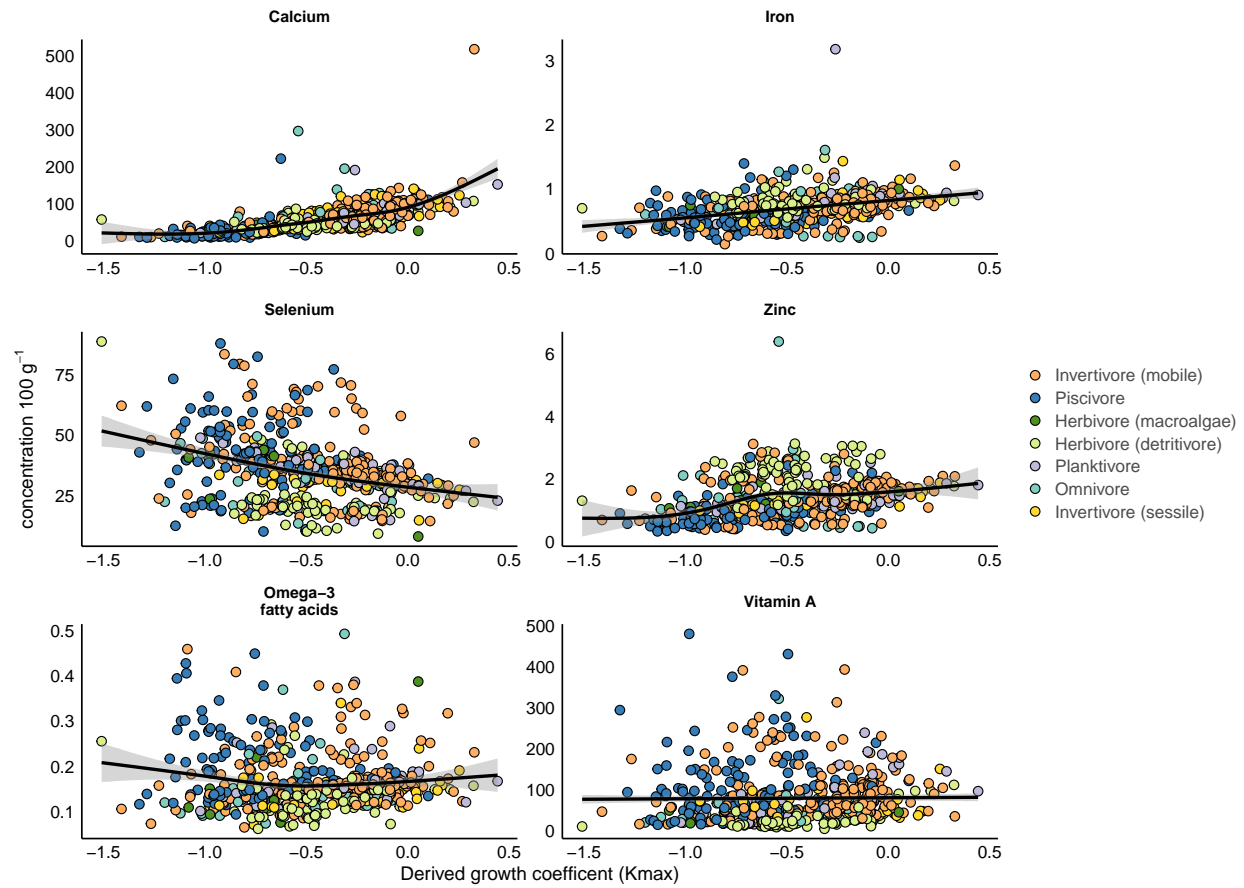 Calcium
Iron
500
400
300
200
100
0
3
2
1
0
−1.5 −1.0 −0.5 0.0 0.5
−1.5 −1.0 −0.5 0.0 0.5
Selenium
Zinc
concentration 100 g−1
75
50
25
6
4
2
0
−1.5 −1.0 −0.5 0.0 0.5
−1.5 −1.0 −0.5 0.0 0.5
Invertivore (mobile)
Piscivore
Herbivore (macroalgae)
Herbivore (detritivore)
Planktivore
Omnivore
Invertivore (sessile)
Omega−3
fatty acids
Vitamin A
0.5
0.4
0.3
0.2
0.1
500
400
300
200
100
0
−1.5 −1.0 −0.5 0.0 0.5
−1.5 −1.0 −0.5 0.0 0.5
Derived growth coefficent (Kmax)